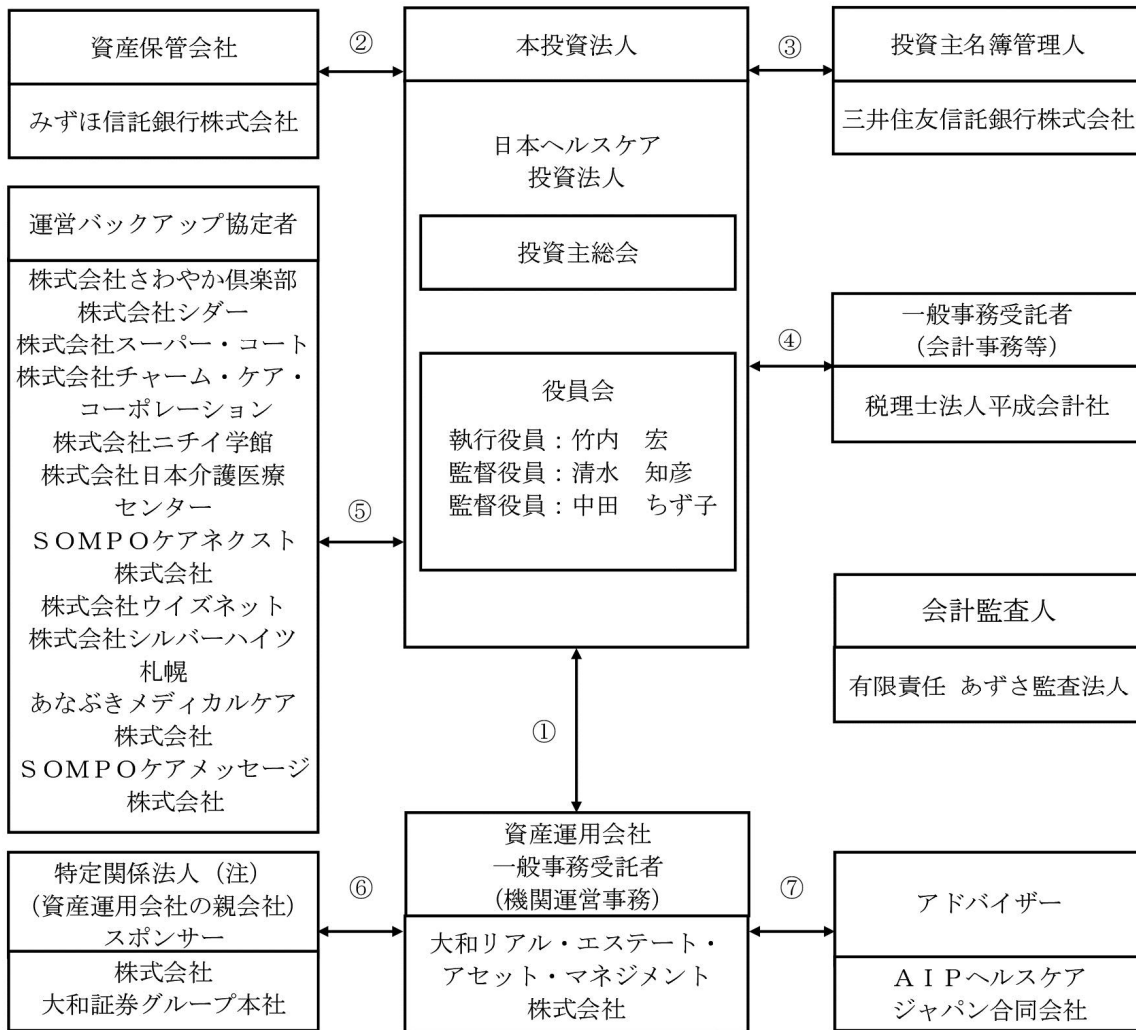 資産保管会社
みずほ信託銀行株式会社
②
本投資法人
日本ヘルスケア
投資法人
投資主総会
役員会
執行役員：竹内　宏
監督役員：清水　知彦
監督役員：中田　ちず子
③
投資主名簿管理人
三井住友信託銀行株式会社
運営バックアップ協定者
株式会社さわやか倶楽部
株式会社シダー
株式会社スーパー・コート
株式会社チャーム・ケア・
コーポレーション
株式会社ニチイ学館
株式会社日本介護医療
センター
ＳＯＭＰＯケアネクスト
株式会社
株式会社ウイズネット
株式会社シルバーハイツ
札幌
あなぶきメディカルケア
株式会社
ＳＯＭＰＯケアメッセージ
株式会社
⑤
④
一般事務受託者
（会計事務等）
税理士法人平成会計社
会計監査人
有限責任 あずさ監査法人
①
特定関係法人（注）
（資産運用会社の親会社）
スポンサー
株式会社
大和証券グループ本社
⑥
資産運用会社
一般事務受託者
（機関運営事務）
大和リアル・エステート・
アセット・マネジメント
株式会社
⑦
アドバイザー
ＡＩＰヘルスケア
ジャパン合同会社